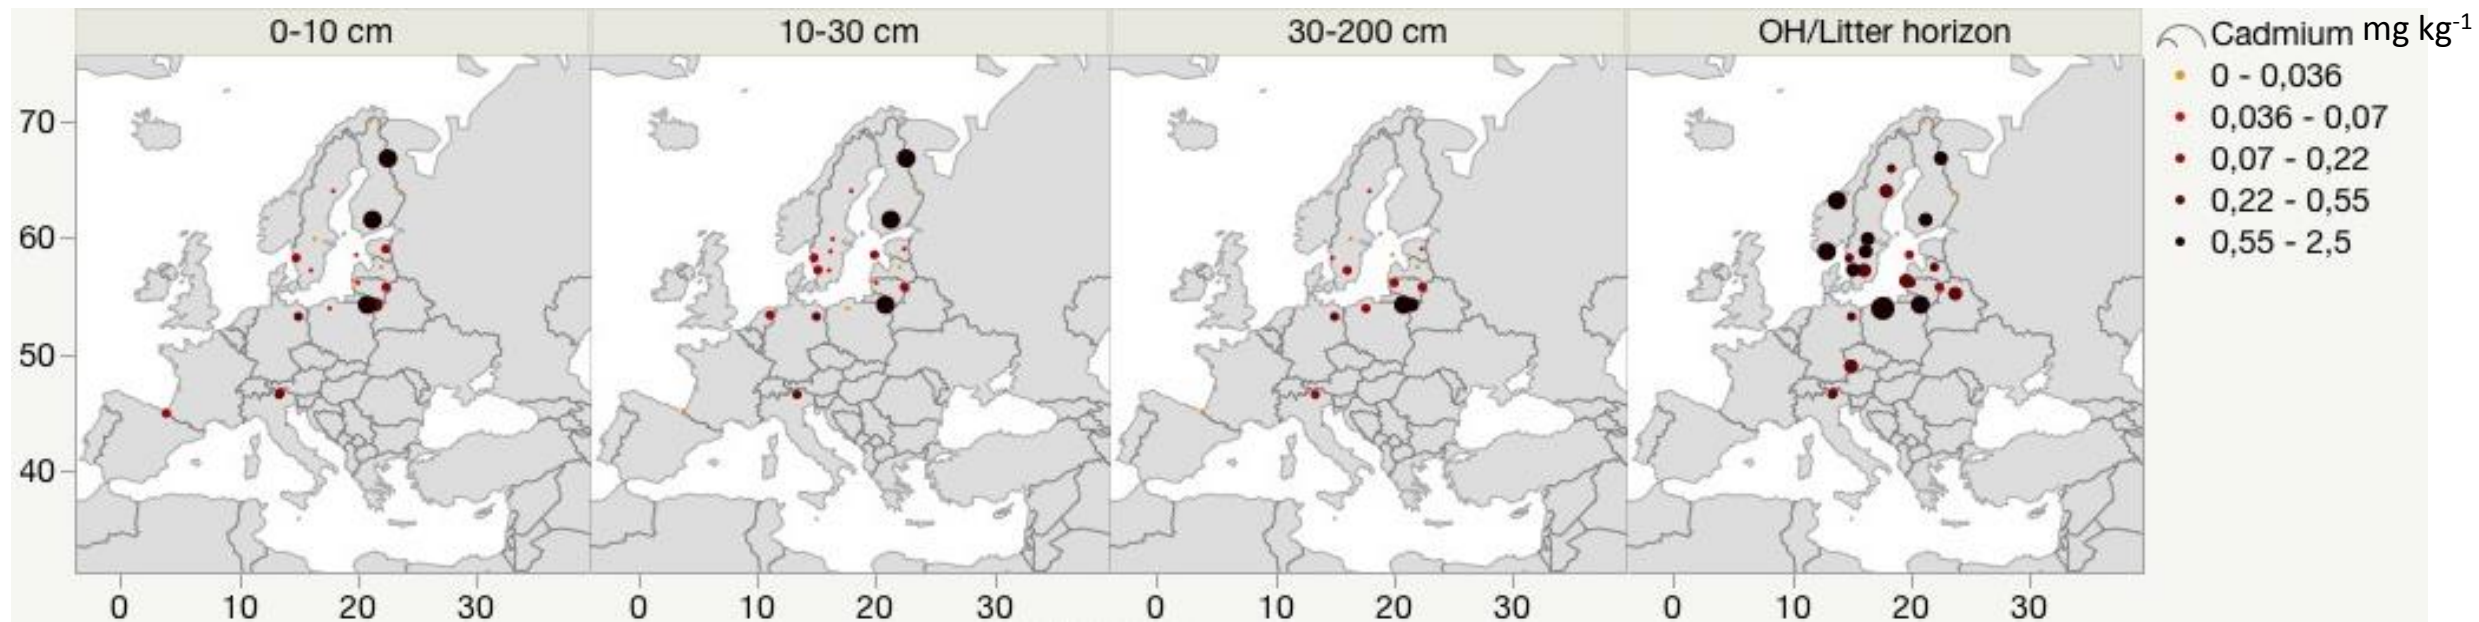 0-10 cm
10-30 cm
30-200 cm
OH/Litter horizon
Cadmium mg kg-1
0 - 0,036
0,036 - 0,07
0,07 - 0,22
0,22 - 0,55
0,55 - 2,5
70
60
50
40
0 10 20 30
0 10 20 30
0 10 20 30
0 10 20 30